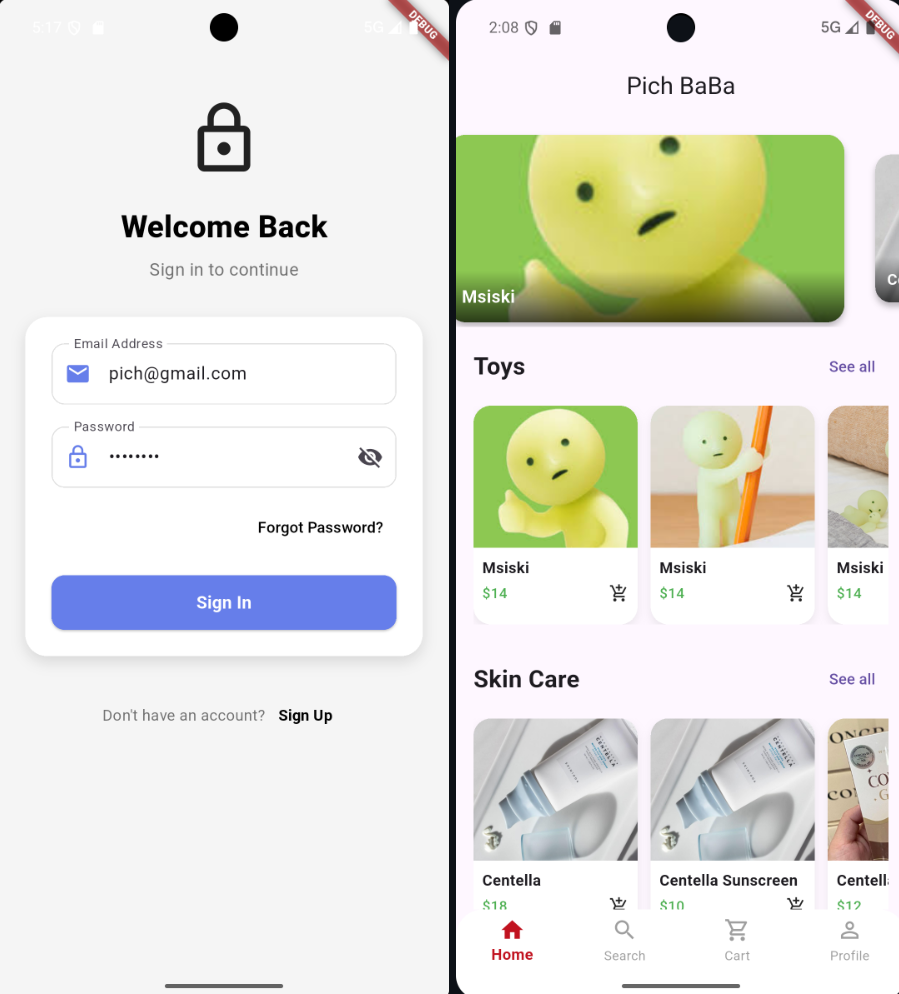 5:17
5G
DEBUG
Welcome Back
Sign in to continue
Email Address
pich@gmail.com
Password
••••••••
Forgot Password?
Sign In
Don't have an account? Sign Up
2:08
5G
DEBUG
Pich BaBa
Msiski
Toys
See all
Msiski
$14
Msiski
$14
Msiski
$14
Skin Care
See all
CENTELLA
CENTELLA
Centella
$18
Centella Sunscreen
$10
$12
Home
Search
Cart
Profile